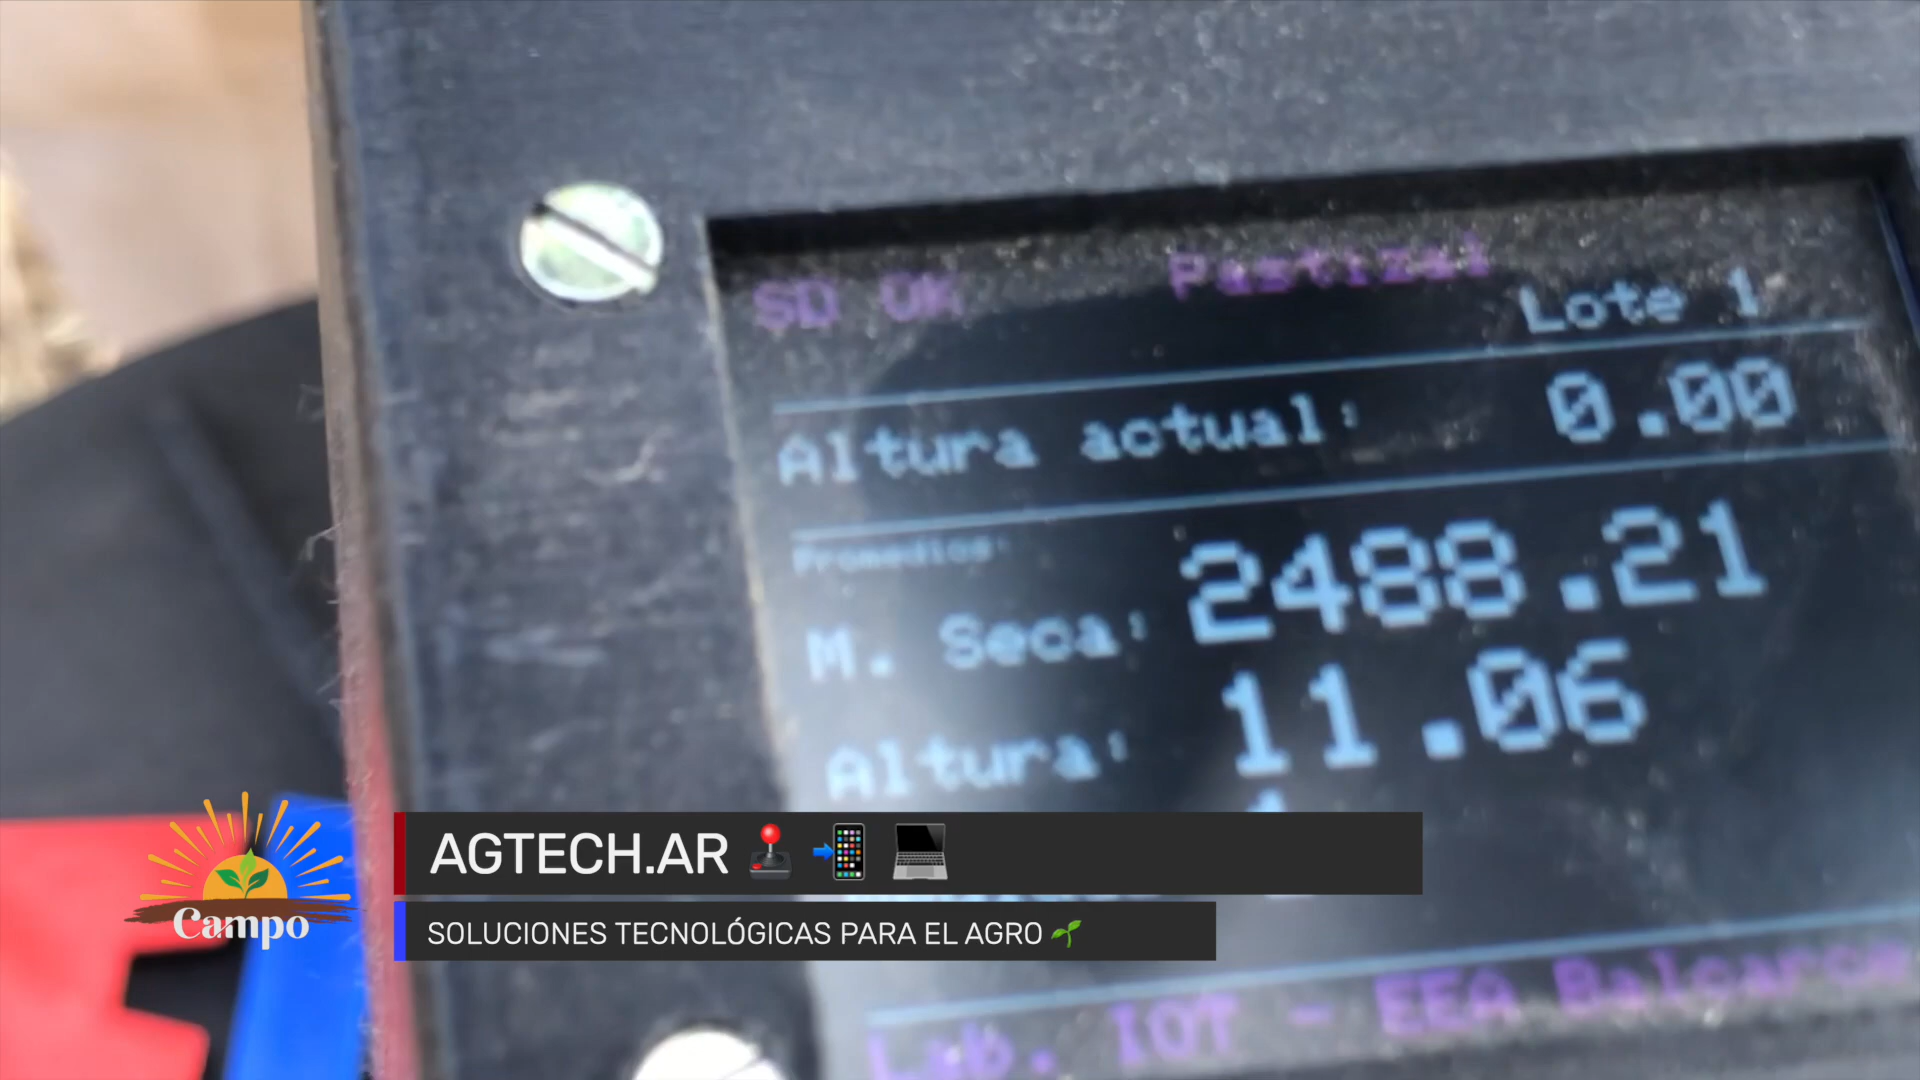 SD OK Pastizal
Lote 1
Altura actual: 0.00
Promedios:
M. Seca: 2488.21
Altura: 11.06
AGTECH.AR
SOLUCIONES TECNOLÓGICAS PARA EL AGRO
Campo
Lab. IOT - EEA Balcarce